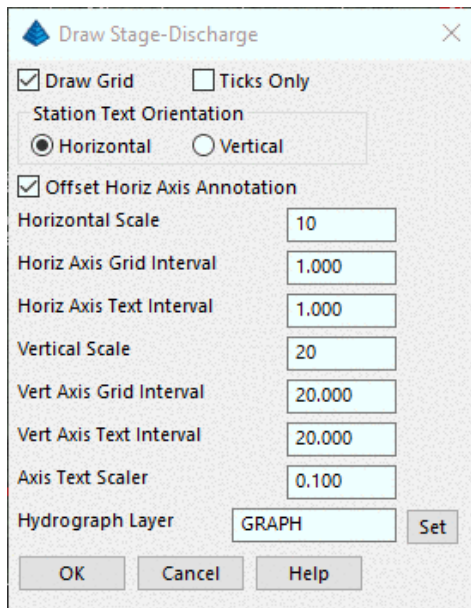 Draw Stage-Discharge
Draw Grid Ticks Only
Station Text Orientation
Horizontal Vertical
Offset Horiz Axis Annotation
Horizontal Scale 10
Horiz Axis Grid Interval 1.000
Horiz Axis Text Interval 1.000
Vertical Scale 20
Vert Axis Grid Interval 20.000
Vert Axis Text Interval 20.000
Axis Text Scaler 0.100
Hydrograph Layer GRAPH Set
OK Cancel Help